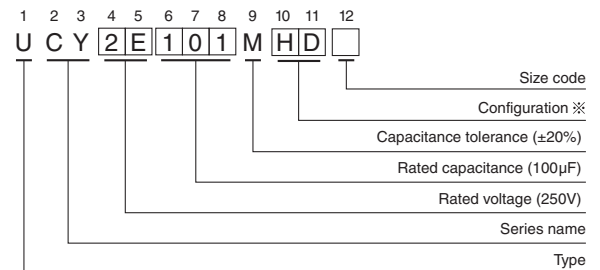 1 2 3 4 5 6 7 8 9 10 11 12
U C Y 2 E 1 0 1 M H D
Size code
Configuration ※
Capacitance tolerance (±20%)
Rated capacitance (100µF)
Rated voltage (250V)
Series name
Type